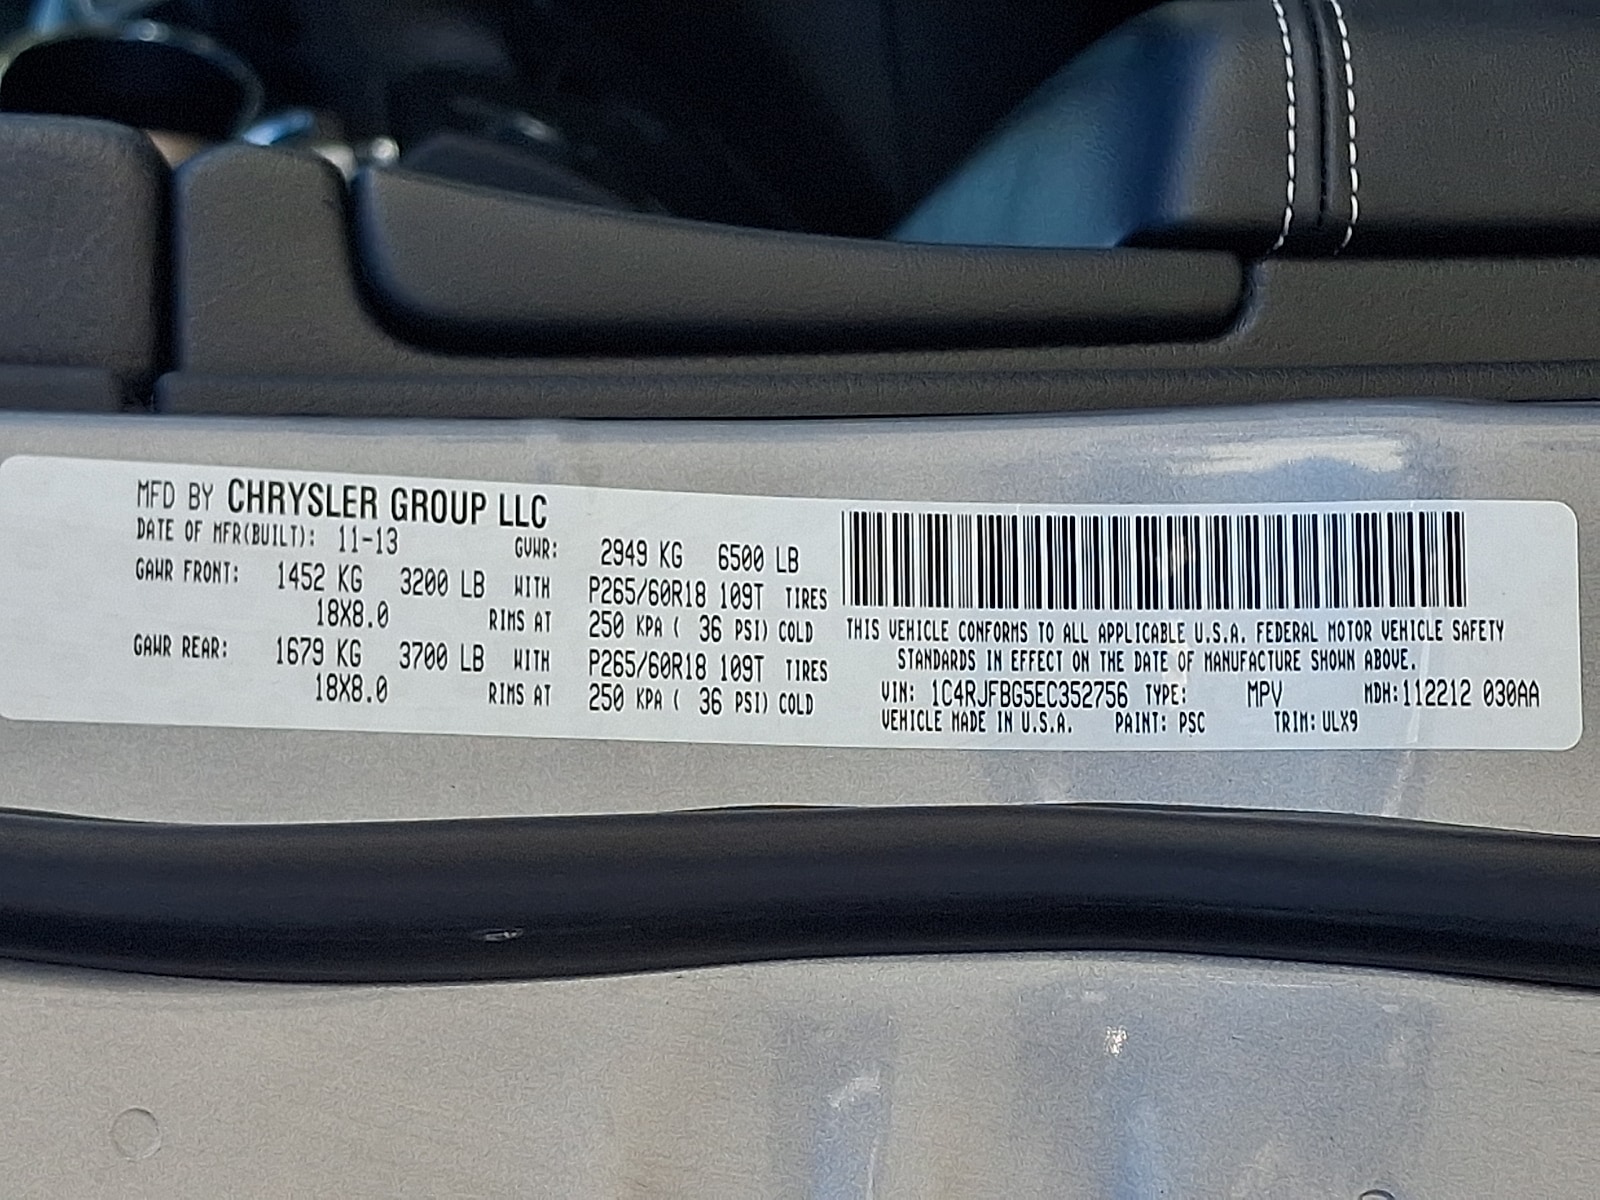 MFD BY CHRYSLER GROUP LLC
DATE OF MFR(BUILT): 11-13 GVWR: 2949 KG 6500 LB
GAWR FRONT: 1452 KG 3200 LB WITH P265/60R18 109T TIRES
18X8.0 RIMS AT 250 KPA ( 36 PSI) COLD
GAWR REAR: 1679 KG 3700 LB WITH P265/60R18 109T TIRES
18X8.0 RIMS AT 250 KPA ( 36 PSI) COLD
THIS VEHICLE CONFORMS TO ALL APPLICABLE U.S.A. FEDERAL MOTOR VEHICLE SAFETY
STANDARDS IN EFFECT ON THE DATE OF MANUFACTURE SHOWN ABOVE.
VIN: 1C4RJFBG5EC352756 TYPE: MPV MDH:112212 030AA
VEHICLE MADE IN U.S.A. PAINT: PSC TRIM: ULX9